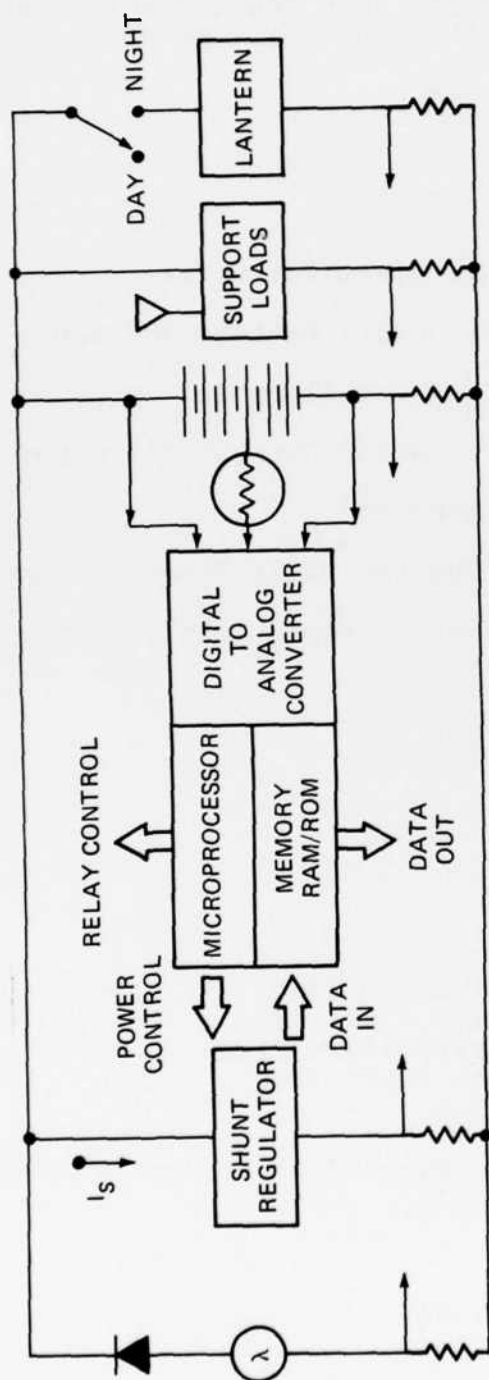 I_S
SHUNT
REGULATOR
POWER
CONTROL
DATA
IN
RELAY CONTROL
MICROPROCESSOR
MEMORY
RAM/ROM
DATA
OUT
DIGITAL
TO
ANALOG
CONVERTER
SUPPORT
LOADS
DAY
NIGHT
LANTERN
λ